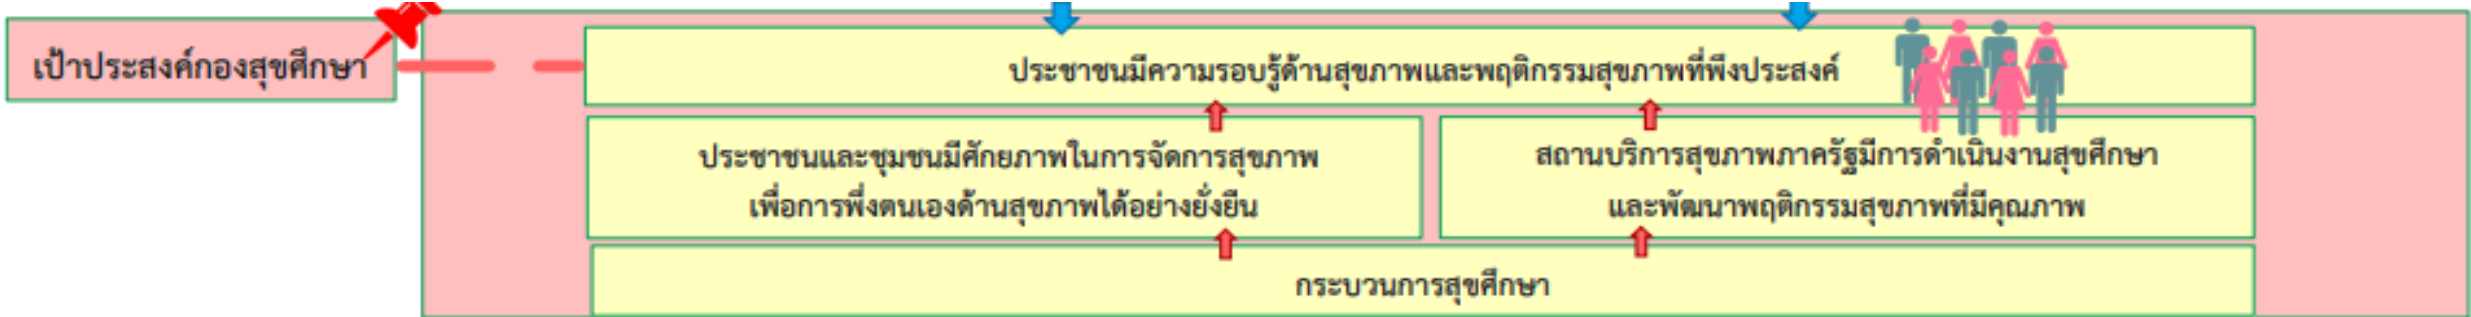 เป้าประสงค์กองสุขศึกษา
ประชาชนมีความรอบรู้ด้านสุขภาพและพฤติกรรมสุขภาพที่พึงประสงค์
ประชาชนและชุมชนมีศักยภาพในการจัดการสุขภาพ
เพื่อการพึ่งตนเองด้านสุขภาพได้อย่างยั่งยืน
สถานบริการสุขภาพภาครัฐมีการดำเนินงานสุขศึกษา
และพัฒนาพฤติกรรมสุขภาพที่มีคุณภาพ
กระบวนการสุขศึกษา